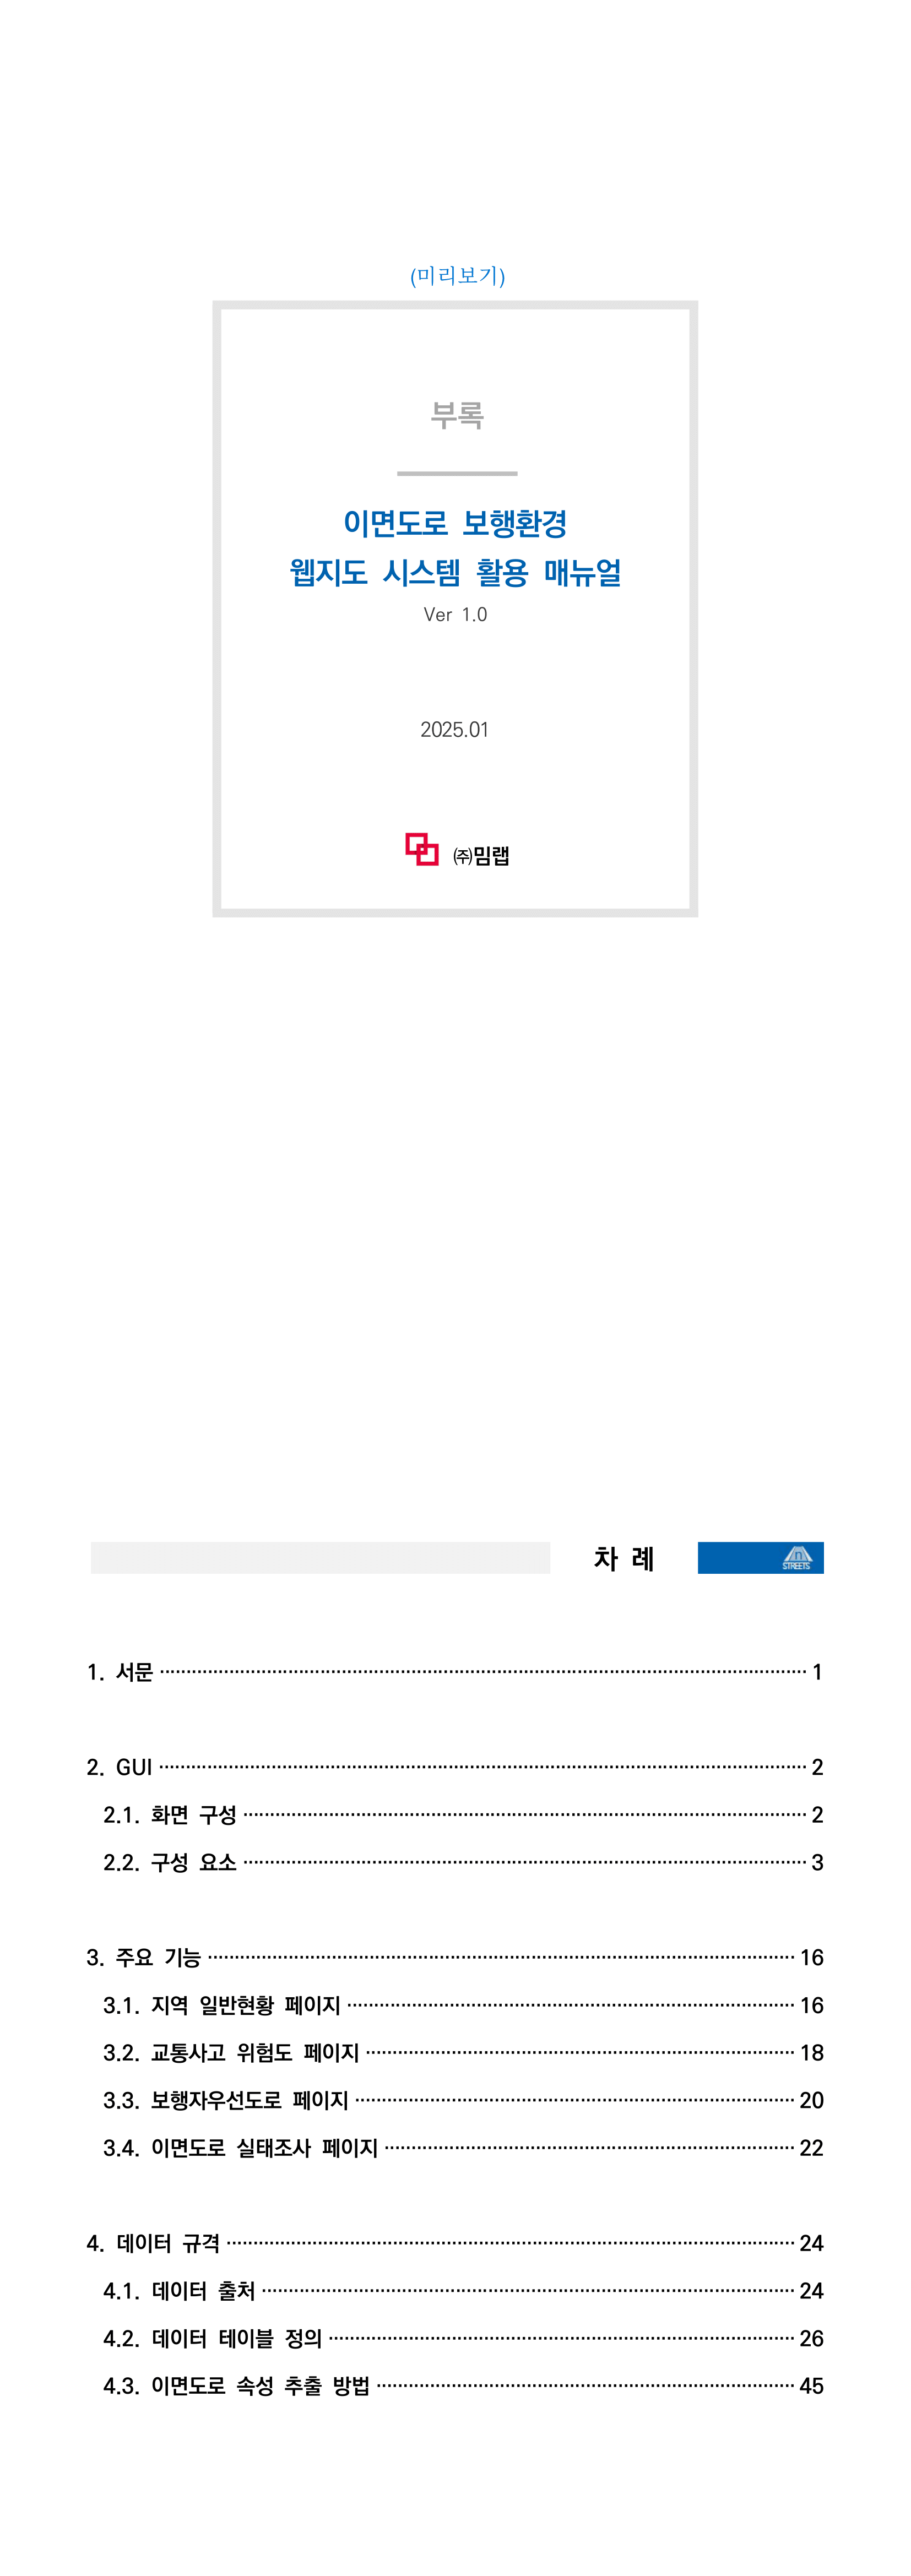 (미리보기)
부록
이면도로 보행환경
웹지도 시스템 활용 매뉴얼
Ver 1.0
2025.01
㈜밈랩
차 례
n
STREETS
1. 서문 1
2. GUI 2
2.1. 화면 구성 2
2.2. 구성 요소 3
3. 주요 기능 16
3.1. 지역 일반현황 페이지 16
3.2. 교통사고 위험도 페이지 18
3.3. 보행자우선도로 페이지 20
3.4. 이면도로 실태조사 페이지 22
4. 데이터 규격 24
4.1. 데이터 출처 24
4.2. 데이터 테이블 정의 26
4.3. 이면도로 속성 추출 방법 45